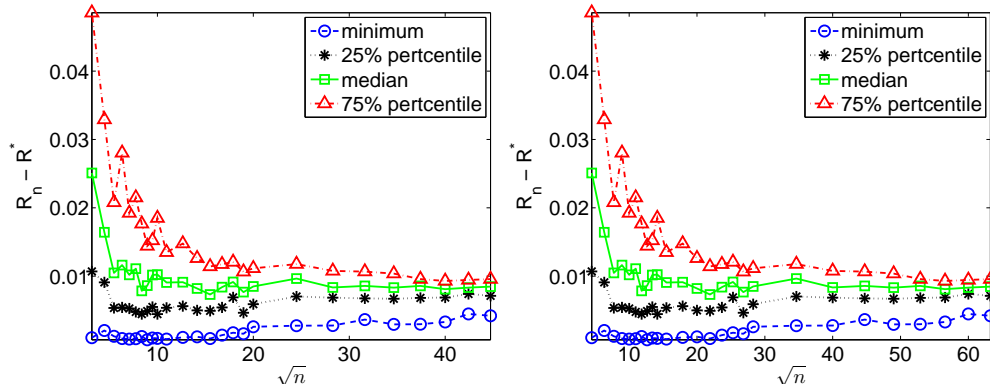 0.04
0.03
0.02
0.01
R_n − R^*
10
20
30
40
√n
minimum
25% pertcentile
median
75% pertcentile
0.04
0.03
0.02
0.01
R_n − R^*
10
20
30
40
50
60
√n
minimum
25% pertcentile
median
75% pertcentile